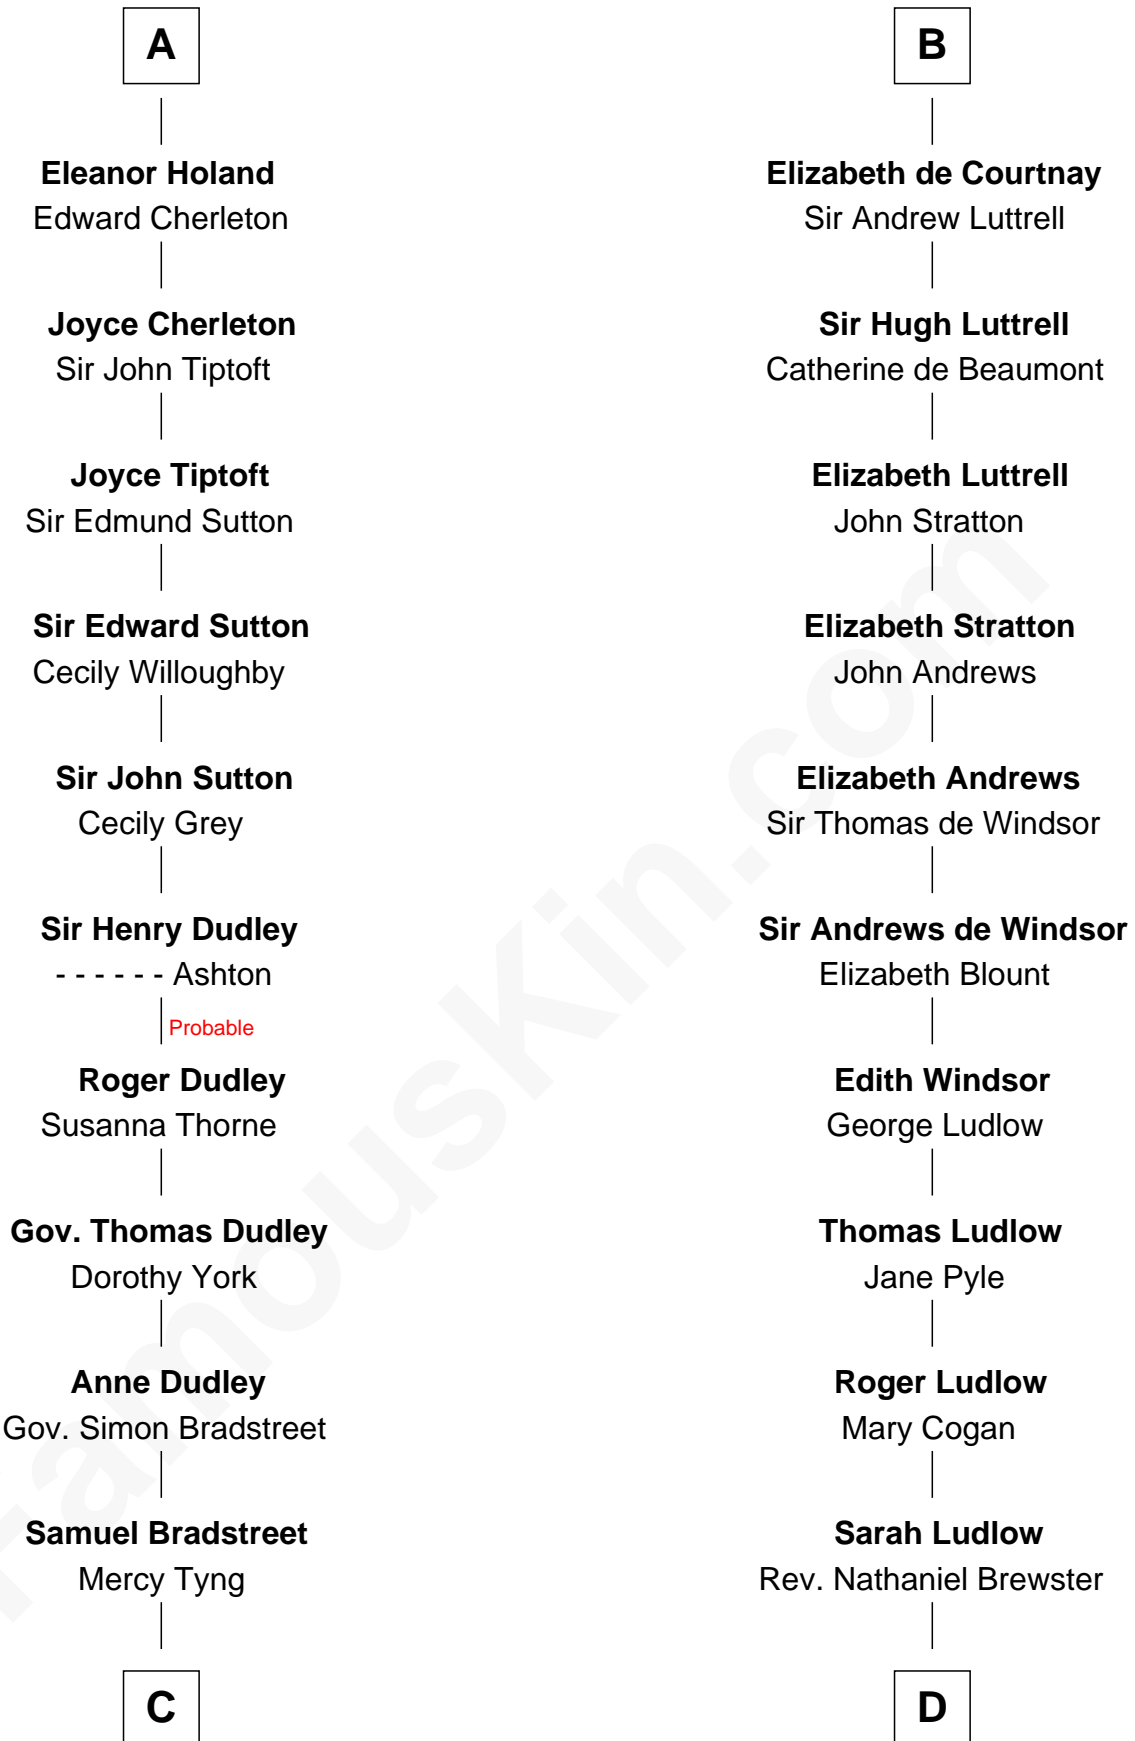 A
Eleanor Holand
Edward Cherleton
Joyce Cherleton
Sir John Tiptoft
Joyce Tiptoft
Sir Edmund Sutton
Sir Edward Sutton
Cecily Willoughby
Sir John Sutton
Cecily Grey
Sir Henry Dudley
- - - - - - Ashton
Probable
Roger Dudley
Susanna Thorne
Gov. Thomas Dudley
Dorothy York
Anne Dudley
Gov. Simon Bradstreet
Samuel Bradstreet
Mercy Tyng
C
B
Elizabeth de Courtnay
Sir Andrew Luttrell
Sir Hugh Luttrell
Catherine de Beaumont
Elizabeth Luttrell
John Stratton
Elizabeth Stratton
John Andrews
Elizabeth Andrews
Sir Thomas de Windsor
Sir Andrews de Windsor
Elizabeth Blount
Edith Windsor
George Ludlow
Thomas Ludlow
Jane Pyle
Roger Ludlow
Mary Cogan
Sarah Ludlow
Rev. Nathaniel Brewster
D
FamousKin.com